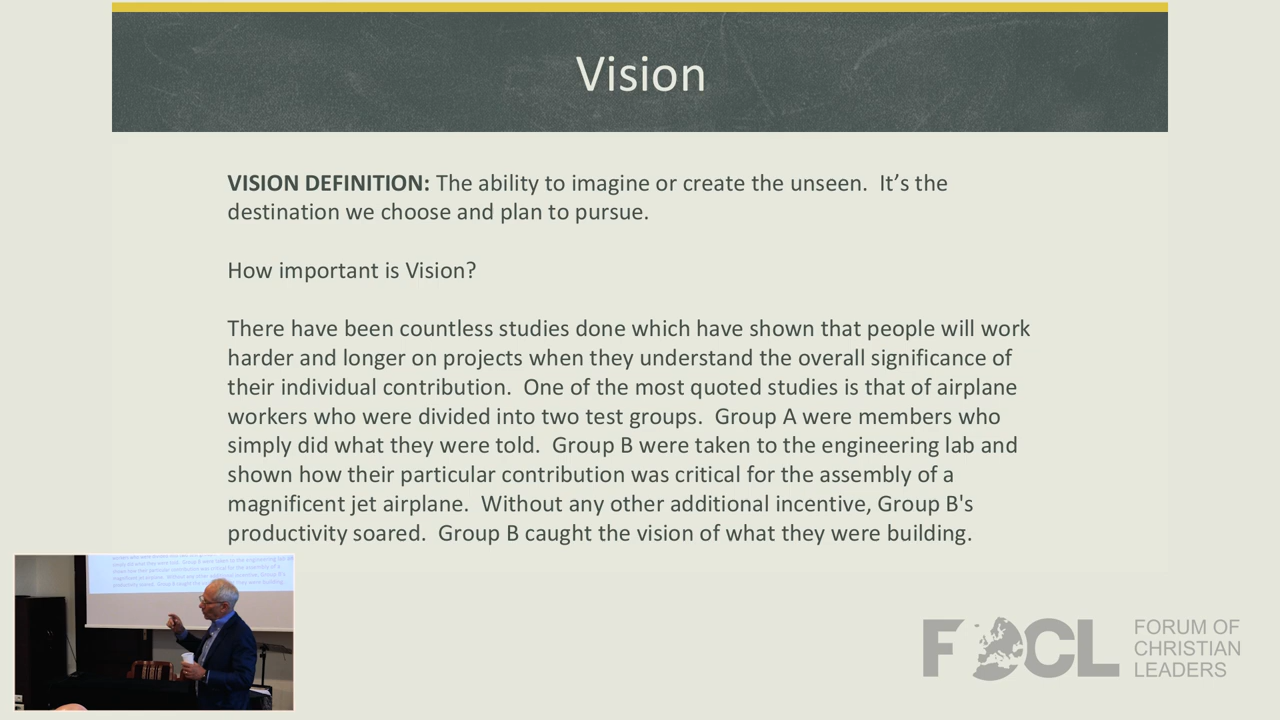 Vision
VISION DEFINITION: The ability to imagine or create the unseen.  It’s the
destination we choose and plan to pursue.
How important is Vision?
There have been countless studies done which have shown that people will work
harder and longer on projects when they understand the overall significance of
their individual contribution.  One of the most quoted studies is that of airplane
workers who were divided into two test groups.  Group A were members who
simply did what they were told.  Group B were taken to the engineering lab and
shown how their particular contribution was critical for the assembly of a
magnificent jet airplane.  Without any other additional incentive, Group B's
productivity soared.  Group B caught the vision of what they were building.
FOCL
FORUM OF
CHRISTIAN
LEADERS